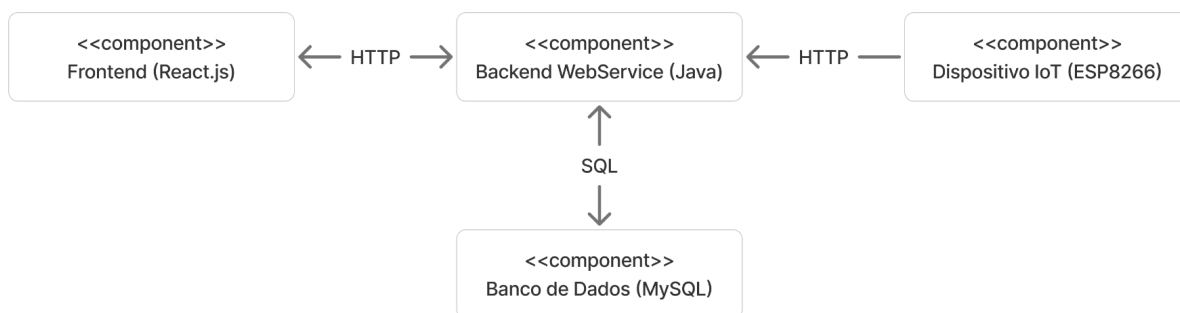 <<component>>
Frontend (React.js)
HTTP
<<component>>
Backend WebService (Java)
HTTP
<<component>>
Dispositivo IoT (ESP8266)
SQL
<<component>>
Banco de Dados (MySQL)